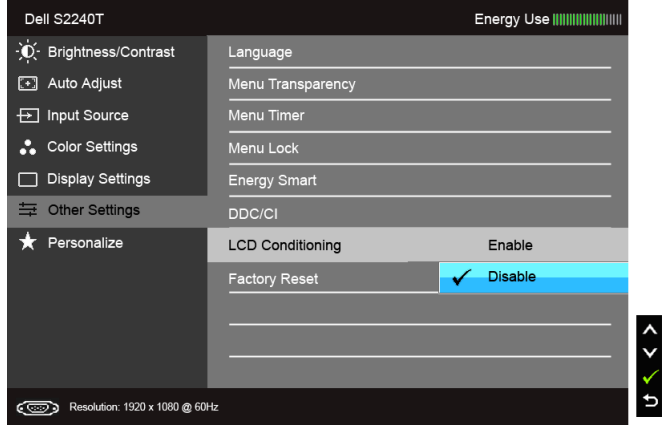 Dell S2240T Energy Use
Brightness/Contrast Language
Auto Adjust Menu Transparency
Input Source Menu Timer
Color Settings Menu Lock
Display Settings Energy Smart
Other Settings DDC/CI
Personalize LCD Conditioning Enable
Factory Reset Disable
Resolution: 1920 x 1080 @ 60Hz